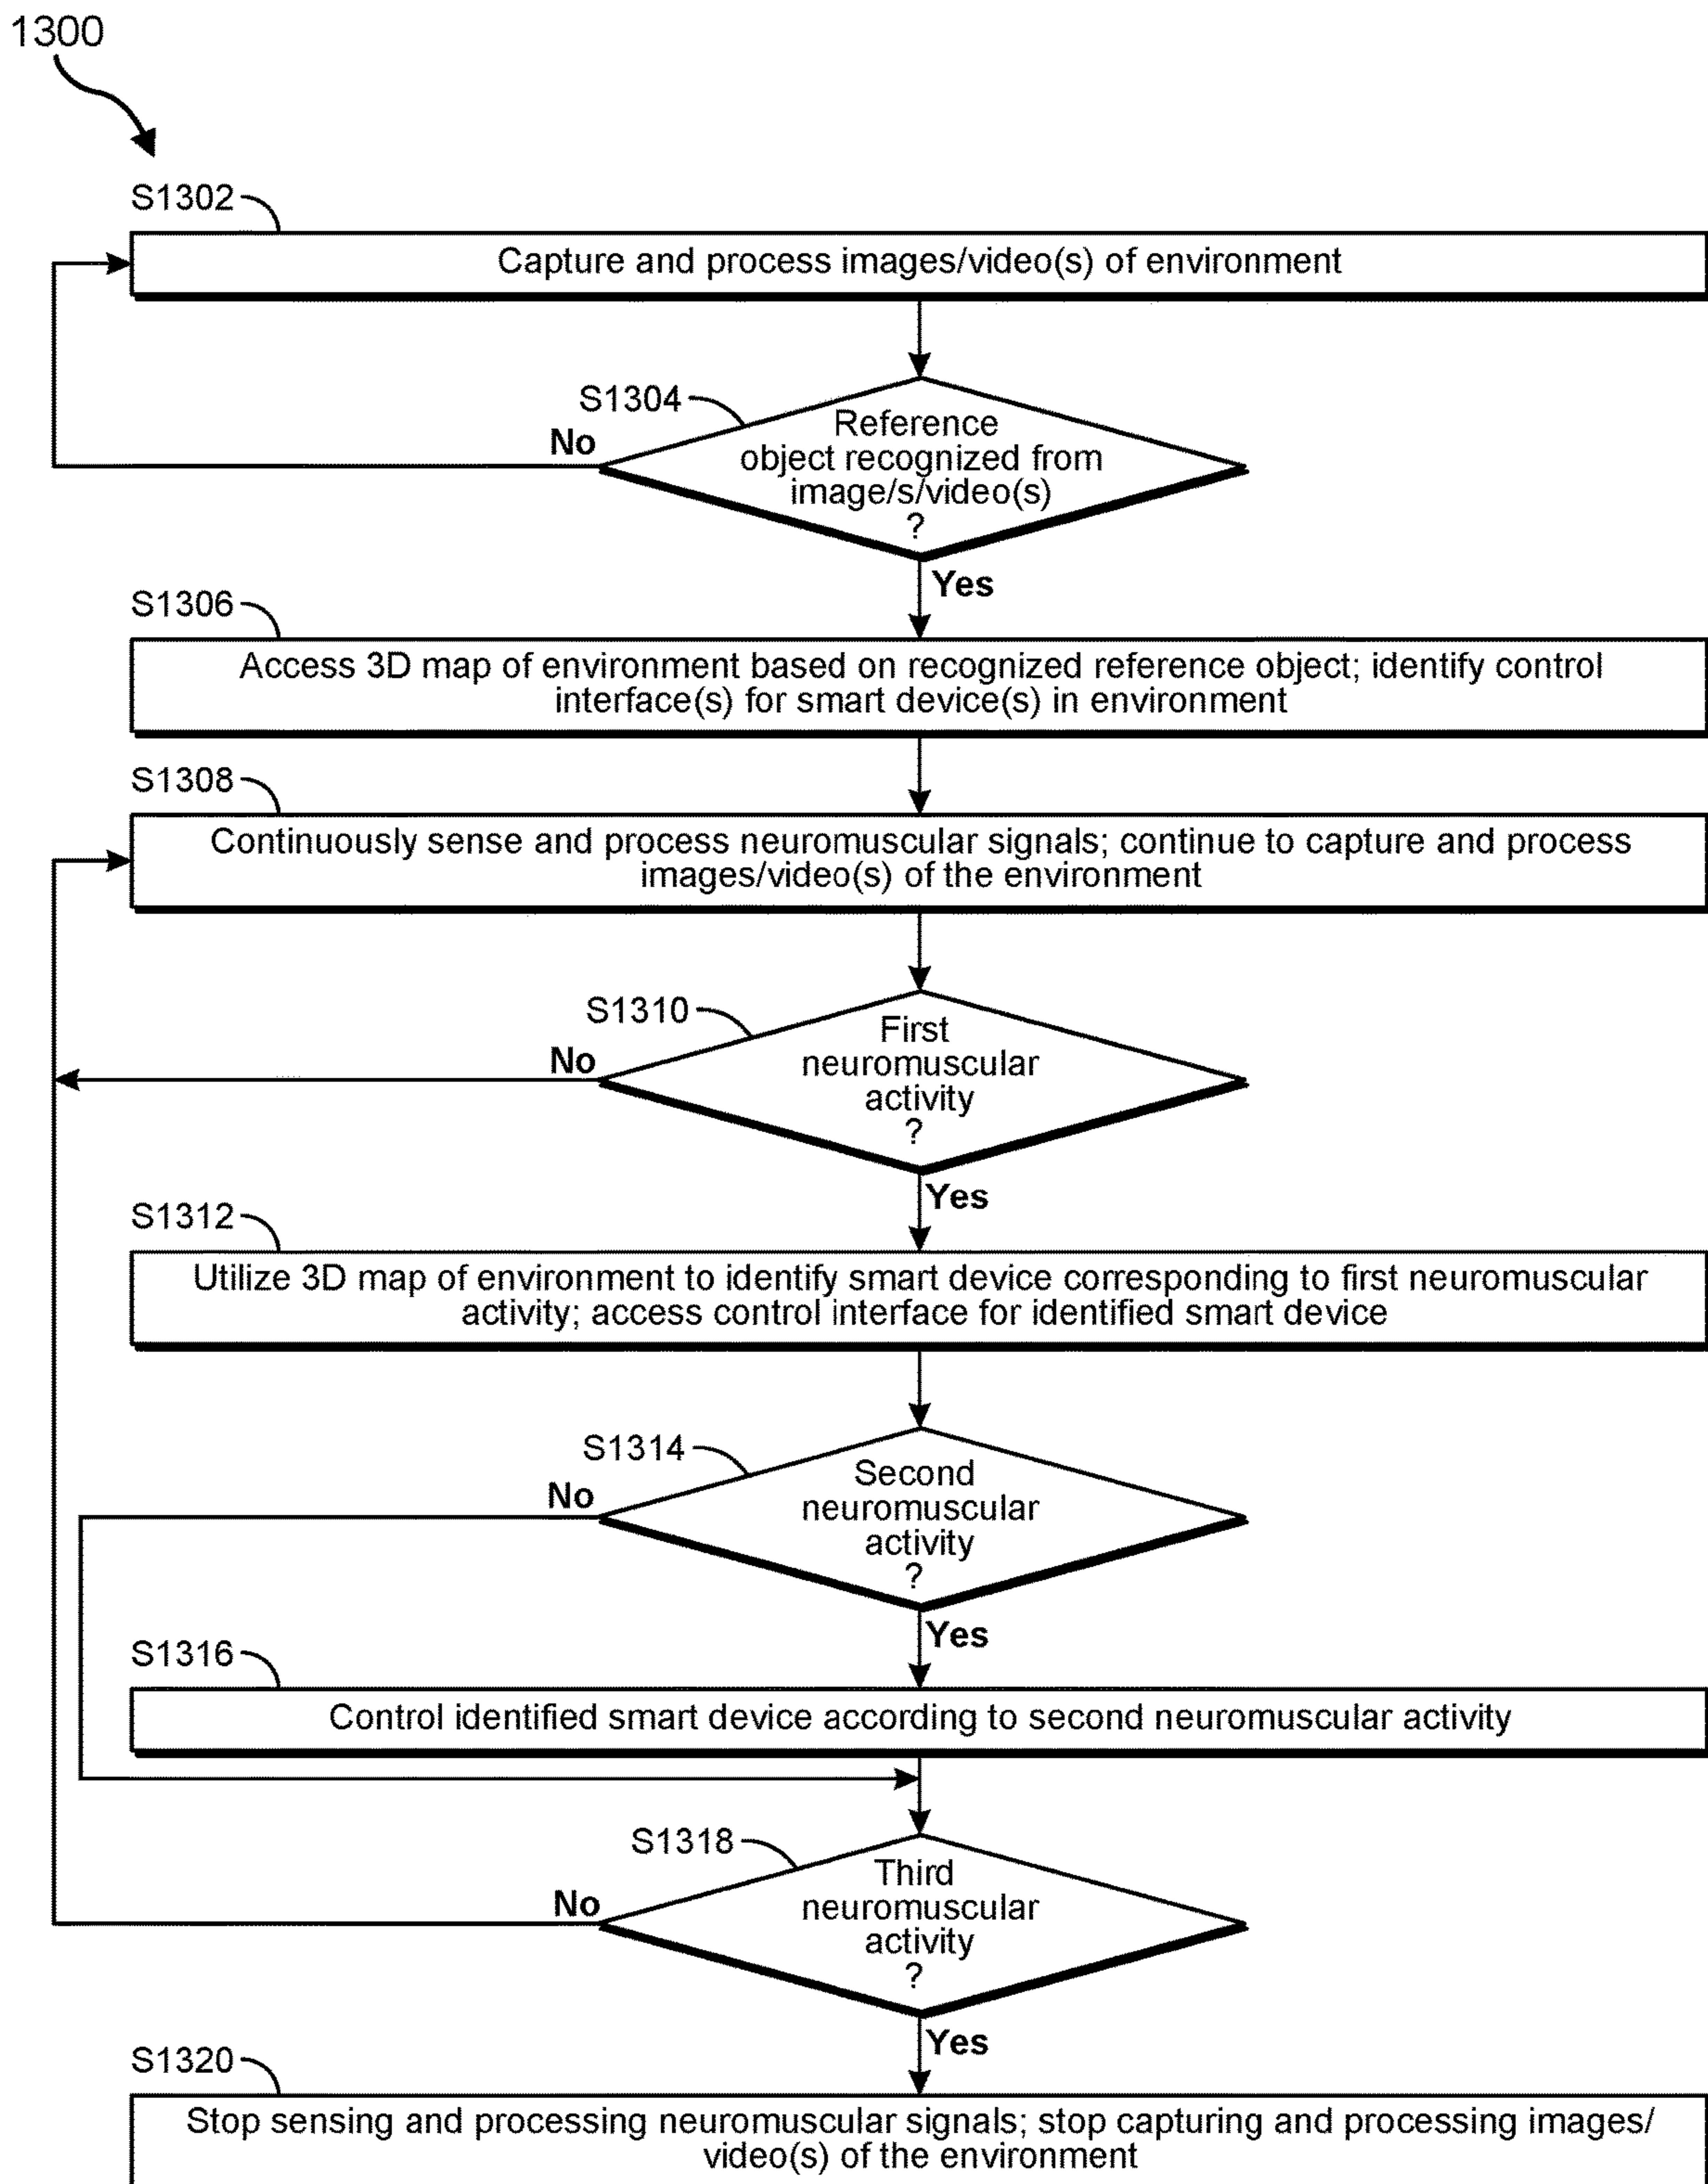 1300
S1302
Capture and process images/video(s) of environment
S1304
Reference
object recognized from
image/s/video(s)
?
No
Yes
S1306
Access 3D map of environment based on recognized reference object; identify control
interface(s) for smart device(s) in environment
S1308
Continuously sense and process neuromuscular signals; continue to capture and process
images/video(s) of the environment
S1310
First
neuromuscular
activity
?
No
Yes
S1312
Utilize 3D map of environment to identify smart device corresponding to first neuromuscular
activity; access control interface for identified smart device
S1314
Second
neuromuscular
activity
?
No
Yes
S1316
Control identified smart device according to second neuromuscular activity
S1318
Third
neuromuscular
activity
?
No
Yes
S1320
Stop sensing and processing neuromuscular signals; stop capturing and processing images/
video(s) of the environment